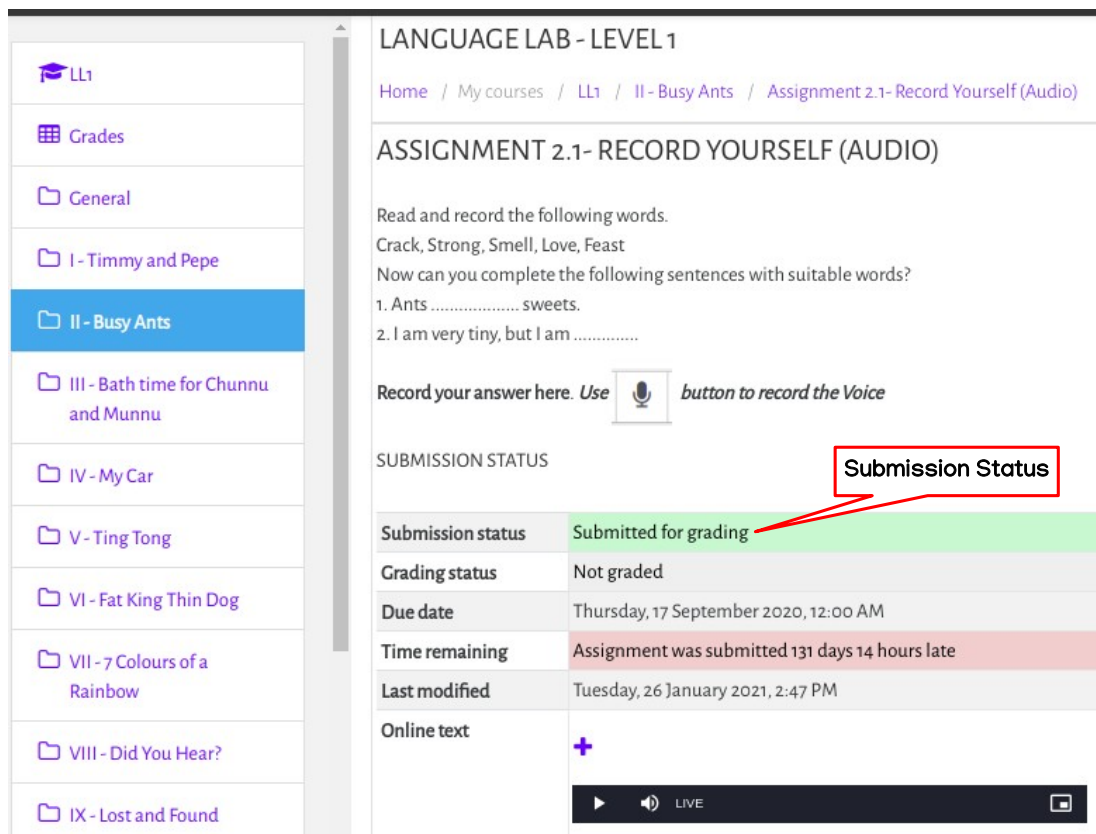 LL1
Grades
General
I - Timmy and Pepe
II - Busy Ants
III - Bath time for Chunnu
and Munnu
IV - My Car
V - Ting Tong
VI - Fat King Thin Dog
VII - 7 Colours of a
Rainbow
VIII - Did You Hear?
IX - Lost and Found
LANGUAGE LAB - LEVEL 1
Home / My courses / LL1 / II - Busy Ants / Assignment 2.1- Record Yourself (Audio)
ASSIGNMENT 2.1- RECORD YOURSELF (AUDIO)
Read and record the following words.
Crack, Strong, Smell, Love, Feast
Now can you complete the following sentences with suitable words?
1. Ants ................... sweets.
2. I am very tiny, but I am ..............
Record your answer here. Use button to record the Voice
SUBMISSION STATUS
Submission Status
Submission status Submitted for grading
Grading status Not graded
Due date Thursday, 17 September 2020, 12:00 AM
Time remaining Assignment was submitted 131 days 14 hours late
Last modified Tuesday, 26 January 2021, 2:47 PM
Online text
LIVE